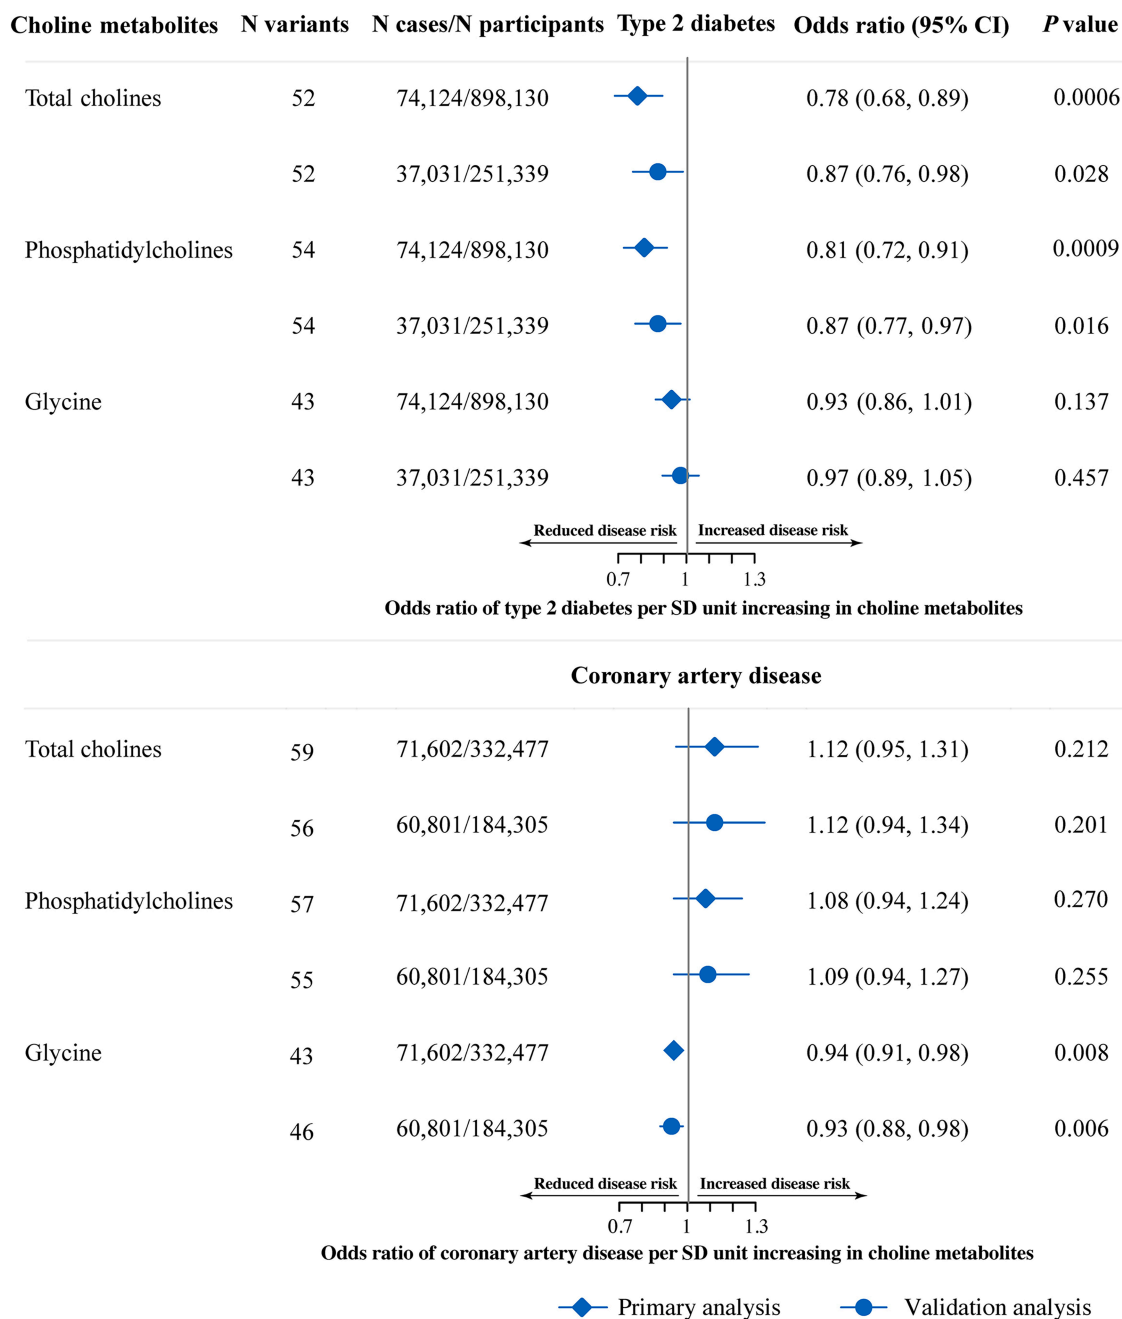 Choline metabolites N variants N cases/N participants Type 2 diabetes Odds ratio (95% CI) P value
Total cholines 52 74,124/898,130 0.78 (0.68, 0.89) 0.0006
52 37,031/251,339 0.87 (0.76, 0.98) 0.028
Phosphatidylcholines 54 74,124/898,130 0.81 (0.72, 0.91) 0.0009
54 37,031/251,339 0.87 (0.77, 0.97) 0.016
Glycine 43 74,124/898,130 0.93 (0.86, 1.01) 0.137
43 37,031/251,339 0.97 (0.89, 1.05) 0.457
Reduced disease risk Increased disease risk
0.7 1 1.3
Odds ratio of type 2 diabetes per SD unit increasing in choline metabolites
Coronary artery disease
Total cholines 59 71,602/332,477 1.12 (0.95, 1.31) 0.212
56 60,801/184,305 1.12 (0.94, 1.34) 0.201
Phosphatidylcholines 57 71,602/332,477 1.08 (0.94, 1.24) 0.270
55 60,801/184,305 1.09 (0.94, 1.27) 0.255
Glycine 43 71,602/332,477 0.94 (0.91, 0.98) 0.008
46 60,801/184,305 0.93 (0.88, 0.98) 0.006
Reduced disease risk Increased disease risk
0.7 1 1.3
Odds ratio of coronary artery disease per SD unit increasing in choline metabolites
Primary analysis Validation analysis